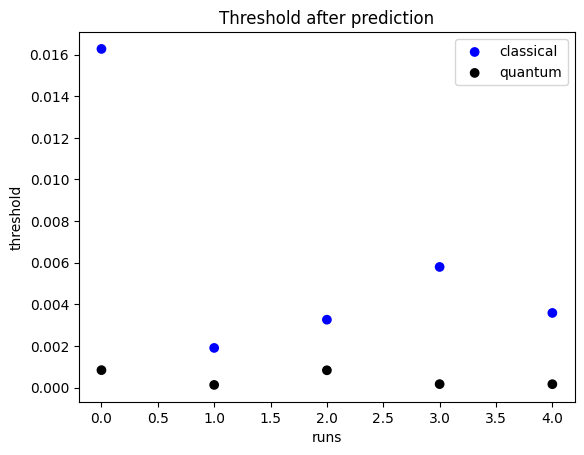 Threshold after prediction
classical
quantum
0.016
0.014
0.012
0.010
0.008
0.006
0.004
0.002
0.000
threshold
0.0 0.5 1.0 1.5 2.0 2.5 3.0 3.5 4.0
runs